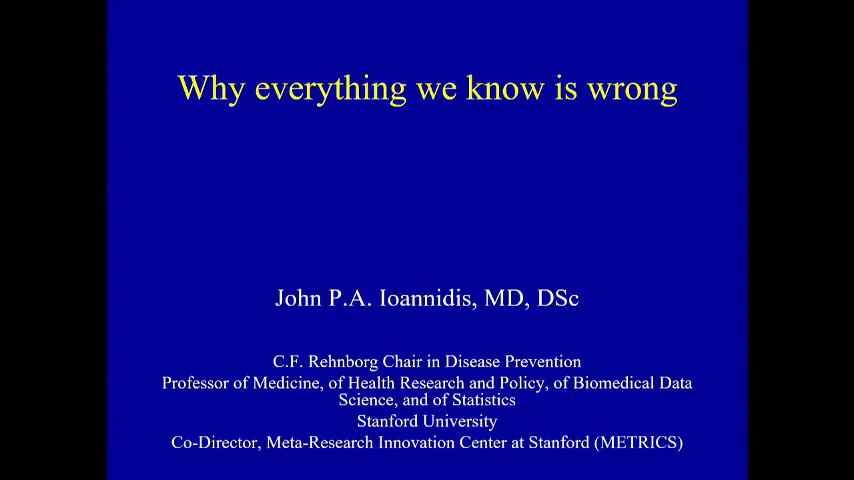 Why everything we know is wrong
John P.A. Ioannidis, MD, DSc
C.F. Rehnborg Chair in Disease Prevention
Professor of Medicine, of Health Research and Policy, of Biomedical Data
Science, and of Statistics
Stanford University
Co-Director, Meta-Research Innovation Center at Stanford (METRICS)